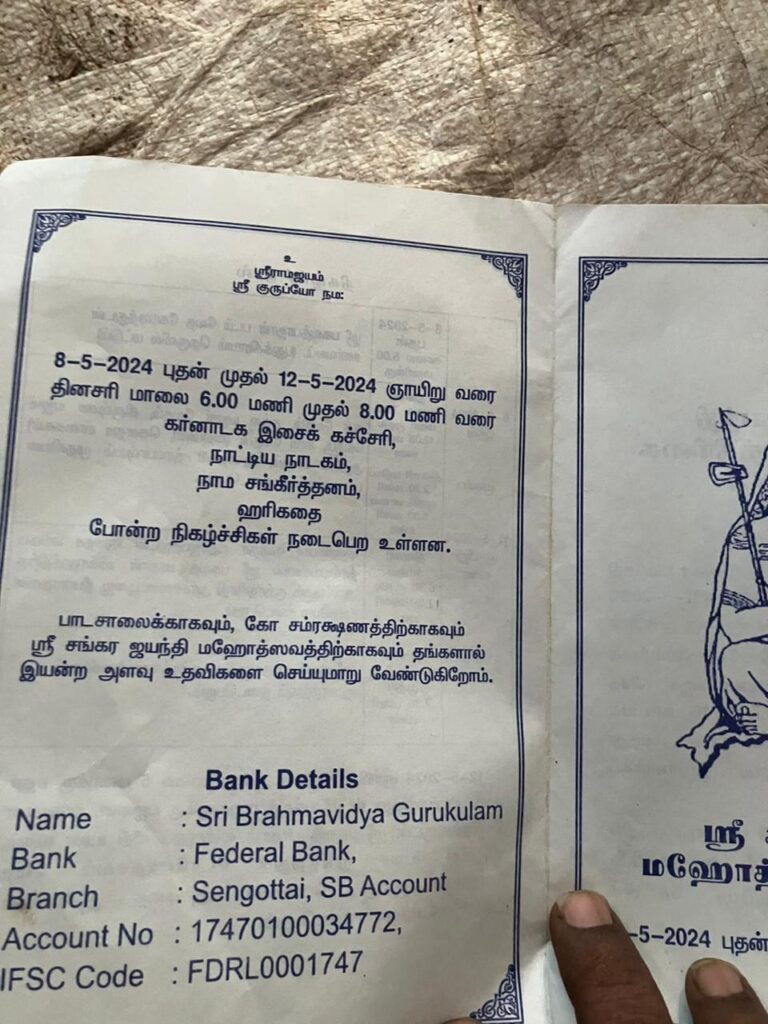 உ
ஸ்ரீராமஜயம்
ஸ்ரீ குருப்யோ நம:
8-5-2024 புதன் முதல் 12-5-2024 ஞாயிறு வரை
தினசரி மாலை 6.00 மணி முதல் 8.00 மணி வரை
கர்னாடக இசைக் கச்சேரி,
நாட்டிய நாடகம்,
நாம சங்கீர்த்தனம்,
ஹரிகதை
போன்ற நிகழ்ச்சிகள் நடைபெற உள்ளன.
பாடசாலைக்காகவும், கோ சம்ரக்ஷணத்திற்காகவும்
ஸ்ரீ சங்கர ஜயந்தி மஹோத்ஸவத்திற்காகவும் தங்களால்
இயன்ற அளவு உதவிகளை செய்யுமாறு வேண்டுகிறோம்.
Bank Details
Name : Sri Brahmavidya Gurukulam
Bank : Federal Bank,
Branch : Sengottai, SB Account
Account No : 17470100034772,
IFSC Code : FDRL0001747
ஸ்ரீ
-5-2024 புதன்